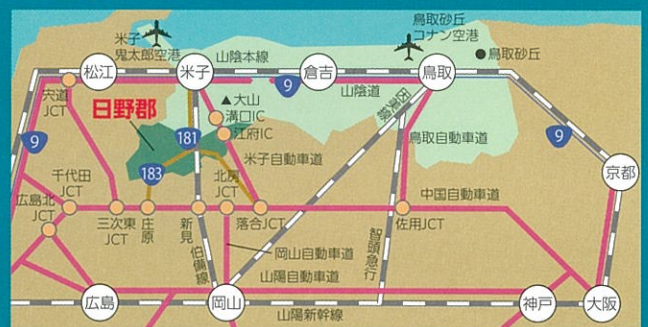 鳥取砂丘
コナン空港
米子
鬼太郎空港
鳥取砂丘
山陰本線
松江
米子
倉吉
鳥取
9
山陰道
宍道
JCT
日野郡
▲大山
溝口IC
江府IC
因美線
9
181
鳥取自動車道
9
米子自動車道
183
千代田
JCT
北房
JCT
京都
広島北
JCT
中国自動車道
三次東
JCT
庄原
新見
落合JCT
佐用JCT
伯備線
智頭急行
岡山自動車道
山陽自動車道
広島
岡山
神戸
大阪
山陽新幹線